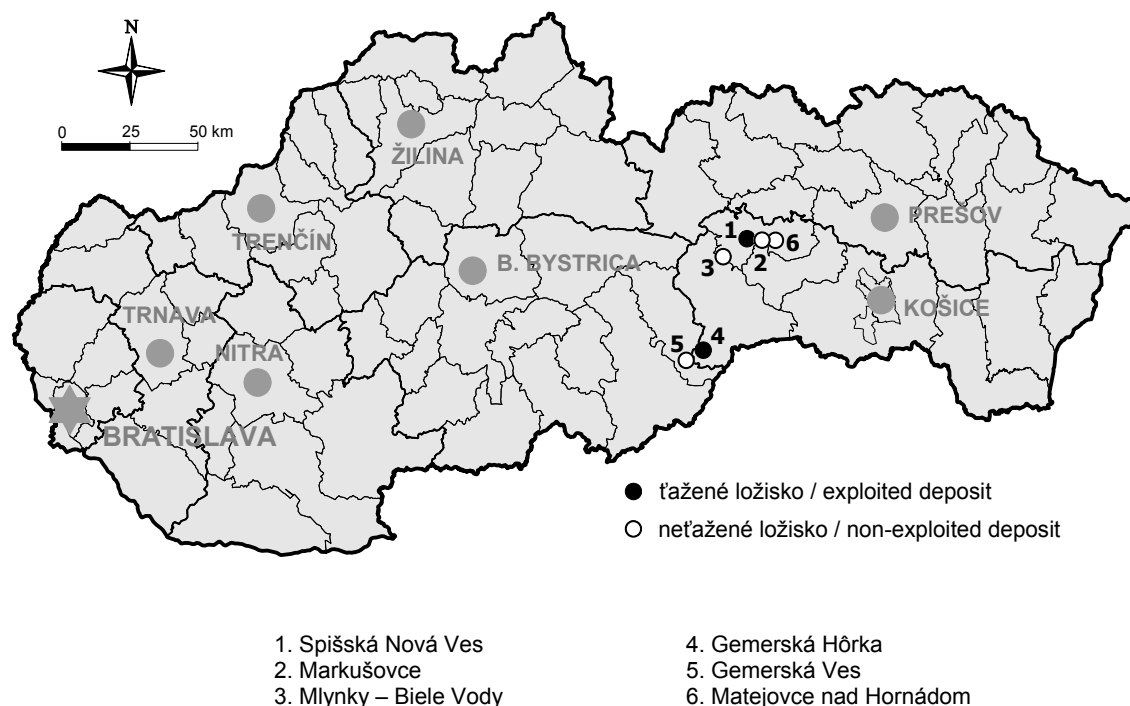 N
0 25 50 km
ŽILINA
TRENČÍN
PREŠOV
B. BYSTRICA
1
2
6
3
KOŠICE
TRNAVA
NITRA
5
4
BRATISLAVA
ťažené ložisko / exploited deposit
neťažené ložisko / non-exploited deposit
1. Spišská Nová Ves
2. Markušovce
3. Mlynky – Biele Vody
4. Gemerská Hôrka
5. Gemerská Ves
6. Matejovce nad Hornádom